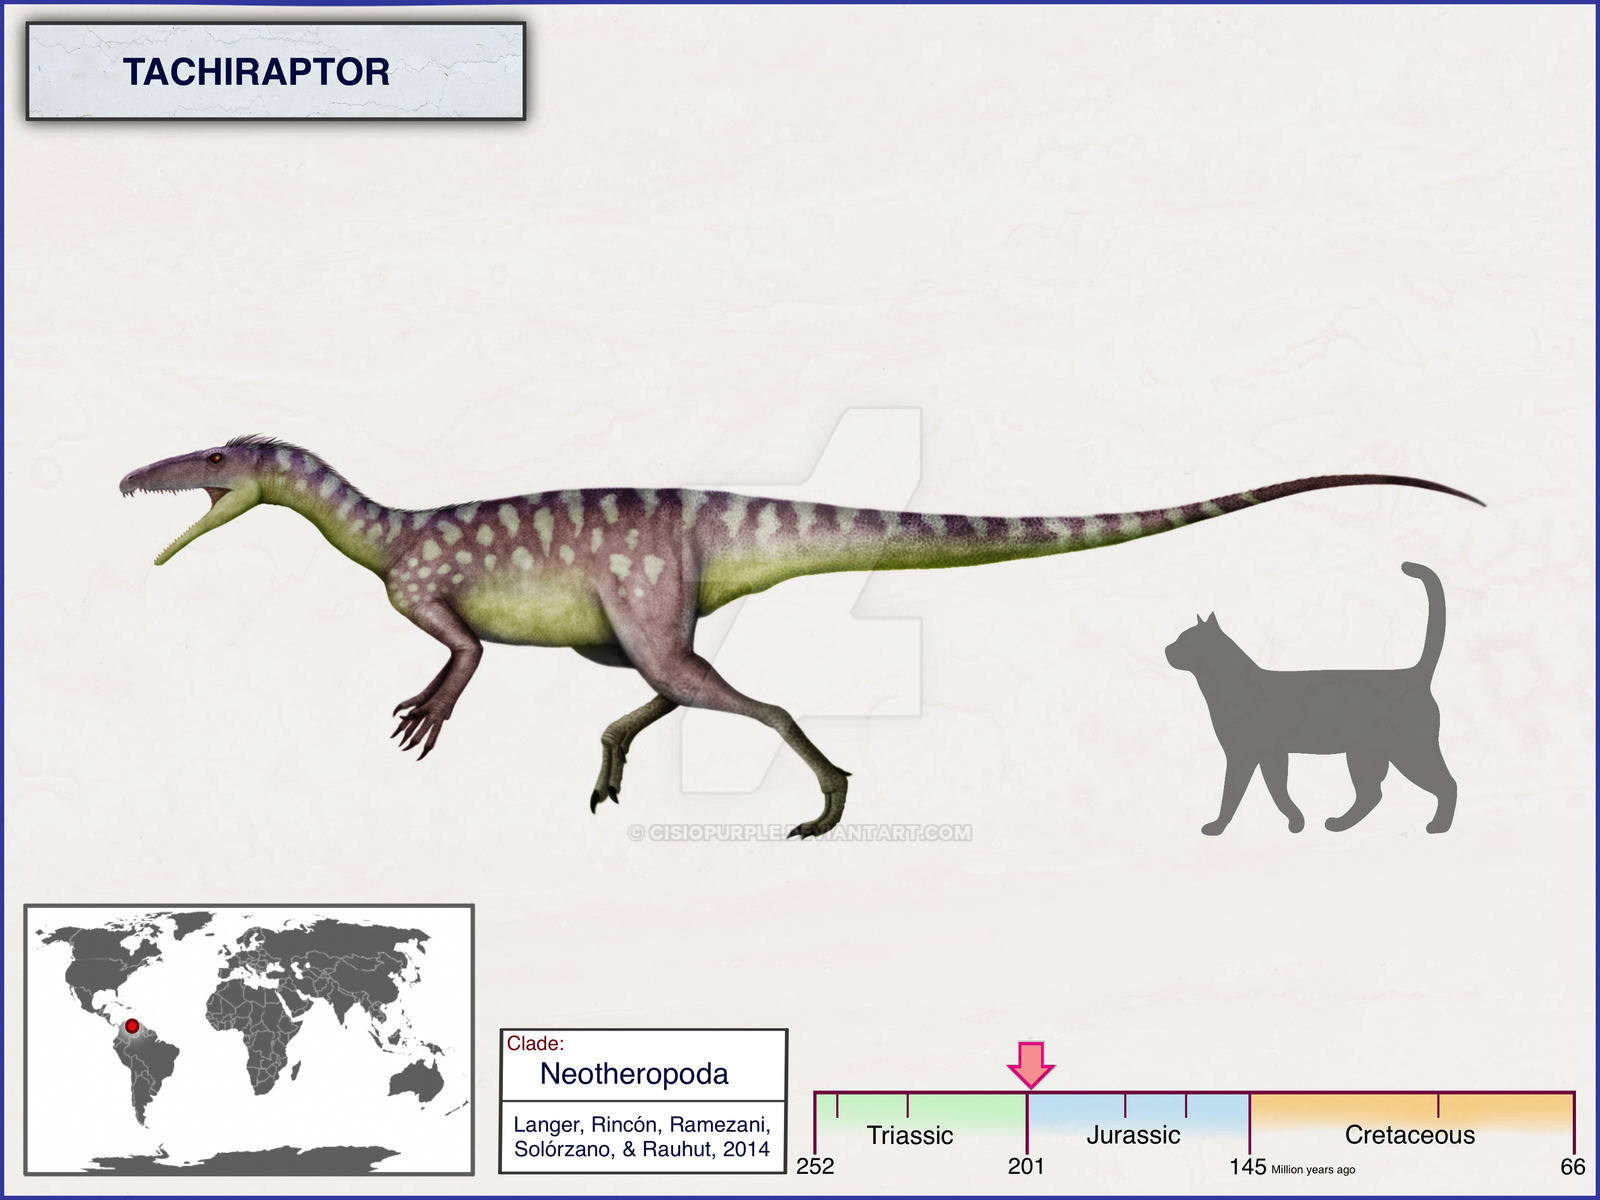 TACHIRAPTOR
© CISIOPURPLE.DEVIANTART.COM
Clade:
Neotheropoda
Langer, Rincón, Ramezani,
Solórzano, & Rauhut, 2014
Triassic
Jurassic
Cretaceous
252
201
145 Million years ago
66